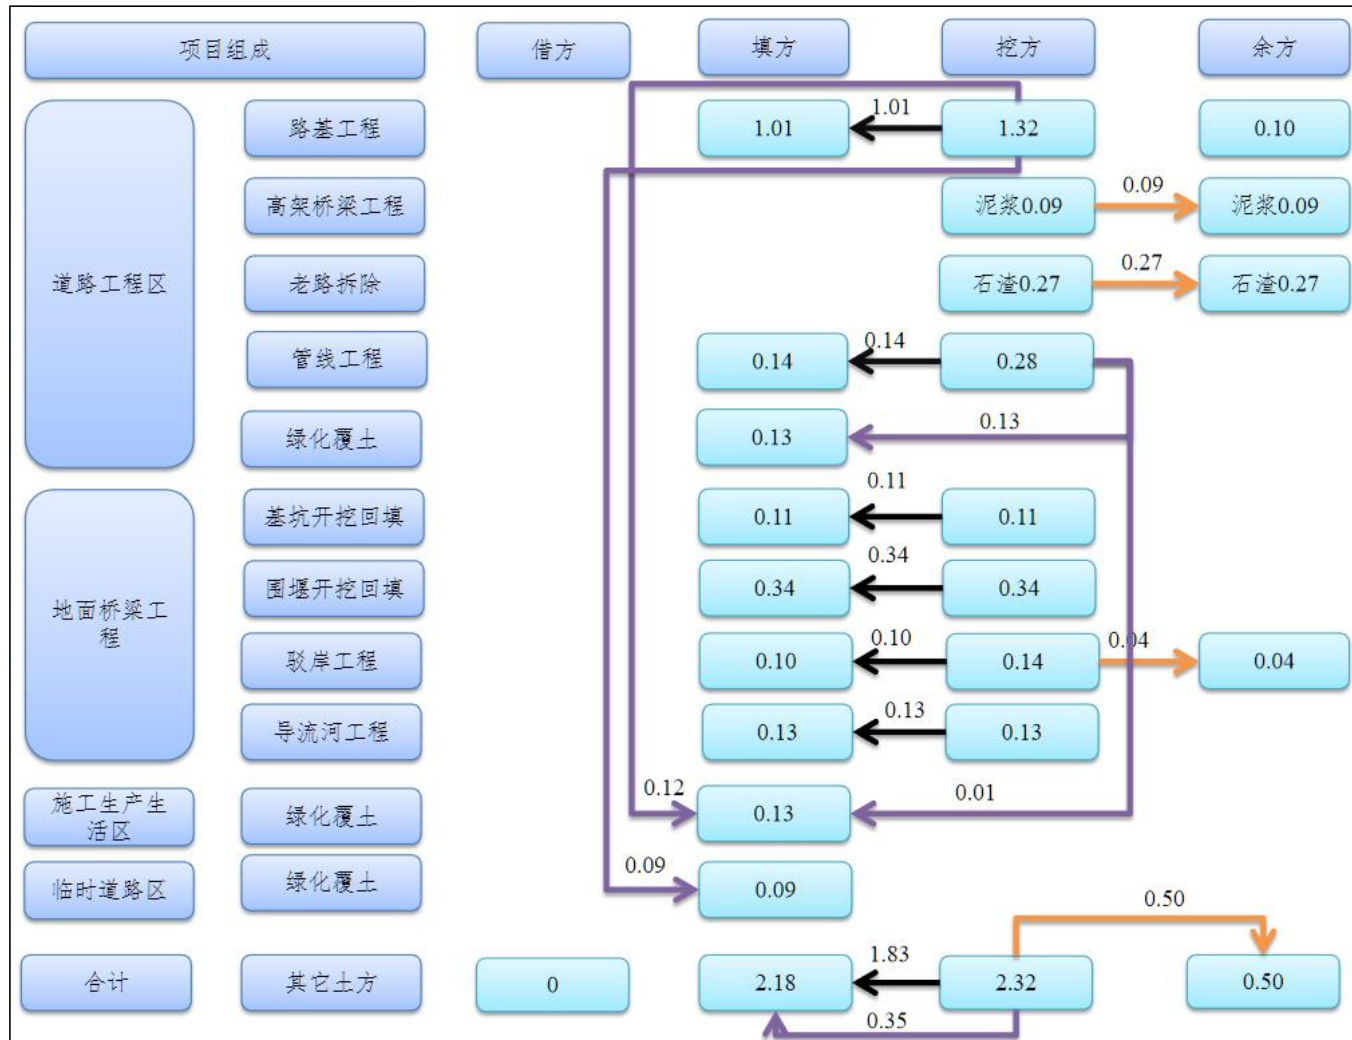 项目组成
借方
填方
挖方
余方
道路工程区
路基工程
1.01
1.01
1.32
0.10
高架桥梁工程
泥浆0.09
0.09
泥浆0.09
老路拆除
石渣0.27
0.27
石渣0.27
管线工程
0.14
0.14
0.28
绿化覆土
0.13
0.13
地面桥梁工
程
基坑开挖回填
0.11
0.11
0.11
围堰开挖回填
0.34
0.34
0.34
驳岸工程
0.10
0.10
0.14
0.04
0.04
导流河工程
0.13
0.13
0.13
施工生产生
活区
绿化覆土
0.12
0.13
0.01
临时道路区
绿化覆土
0.09
0.09
合计
其它土方
0
2.18
1.83
2.32
0.50
0.50
0.35